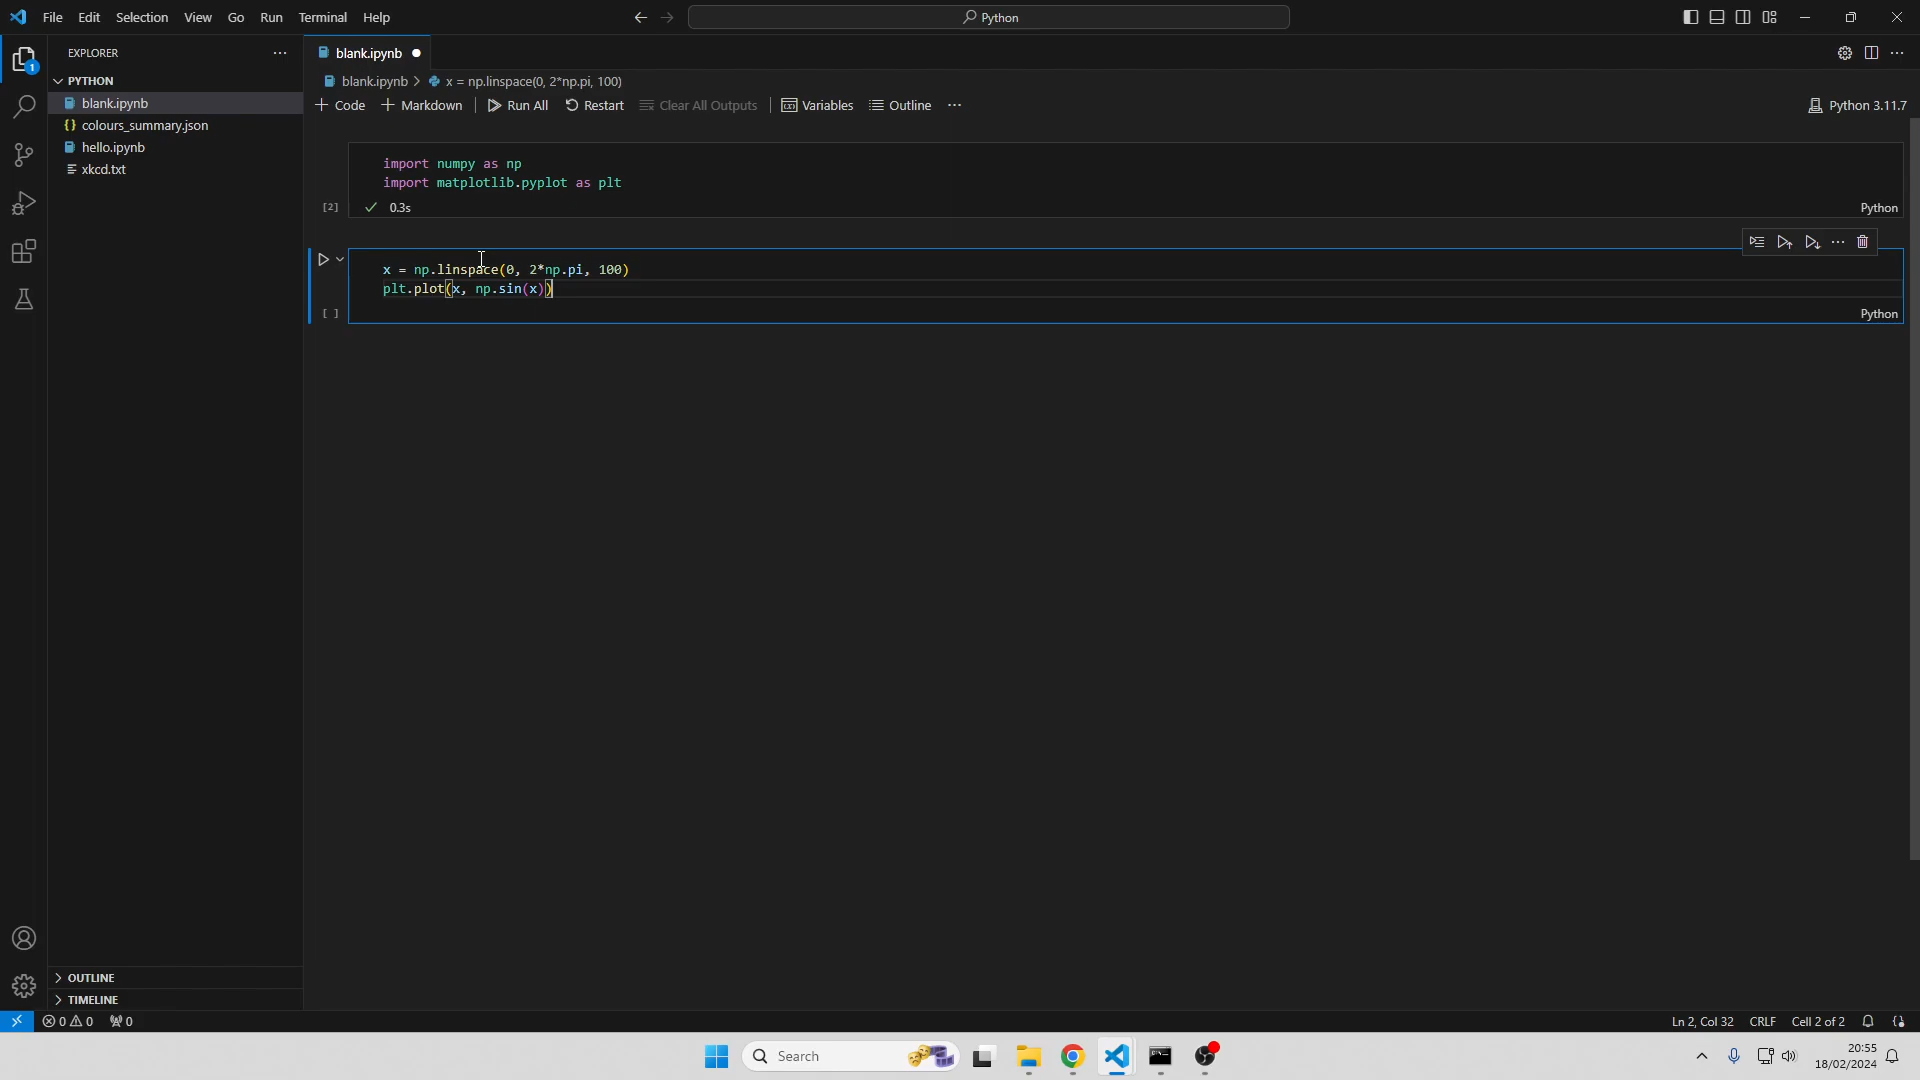 File Edit Selection View Go Run Terminal Help
Python
EXPLORER
blank.ipynb
PYTHON
blank.ipynb > x = np.linspace(0, 2*np.pi, 100)
blank.ipynb
Code Markdown Run All Restart Clear All Outputs Variables Outline
Python 3.11.7
colours_summary.json
hello.ipynb
xkcd.txt
import numpy as np
import matplotlib.pyplot as plt
[2] 0.3s
Python
x = np.linspace(0, 2*np.pi, 100)
plt.plot(x, np.sin(x))
[ ]
Python
1
OUTLINE
TIMELINE
0 0 0
Ln 2, Col 32 CRLF Cell 2 of 2
Search
20:55
18/02/2024